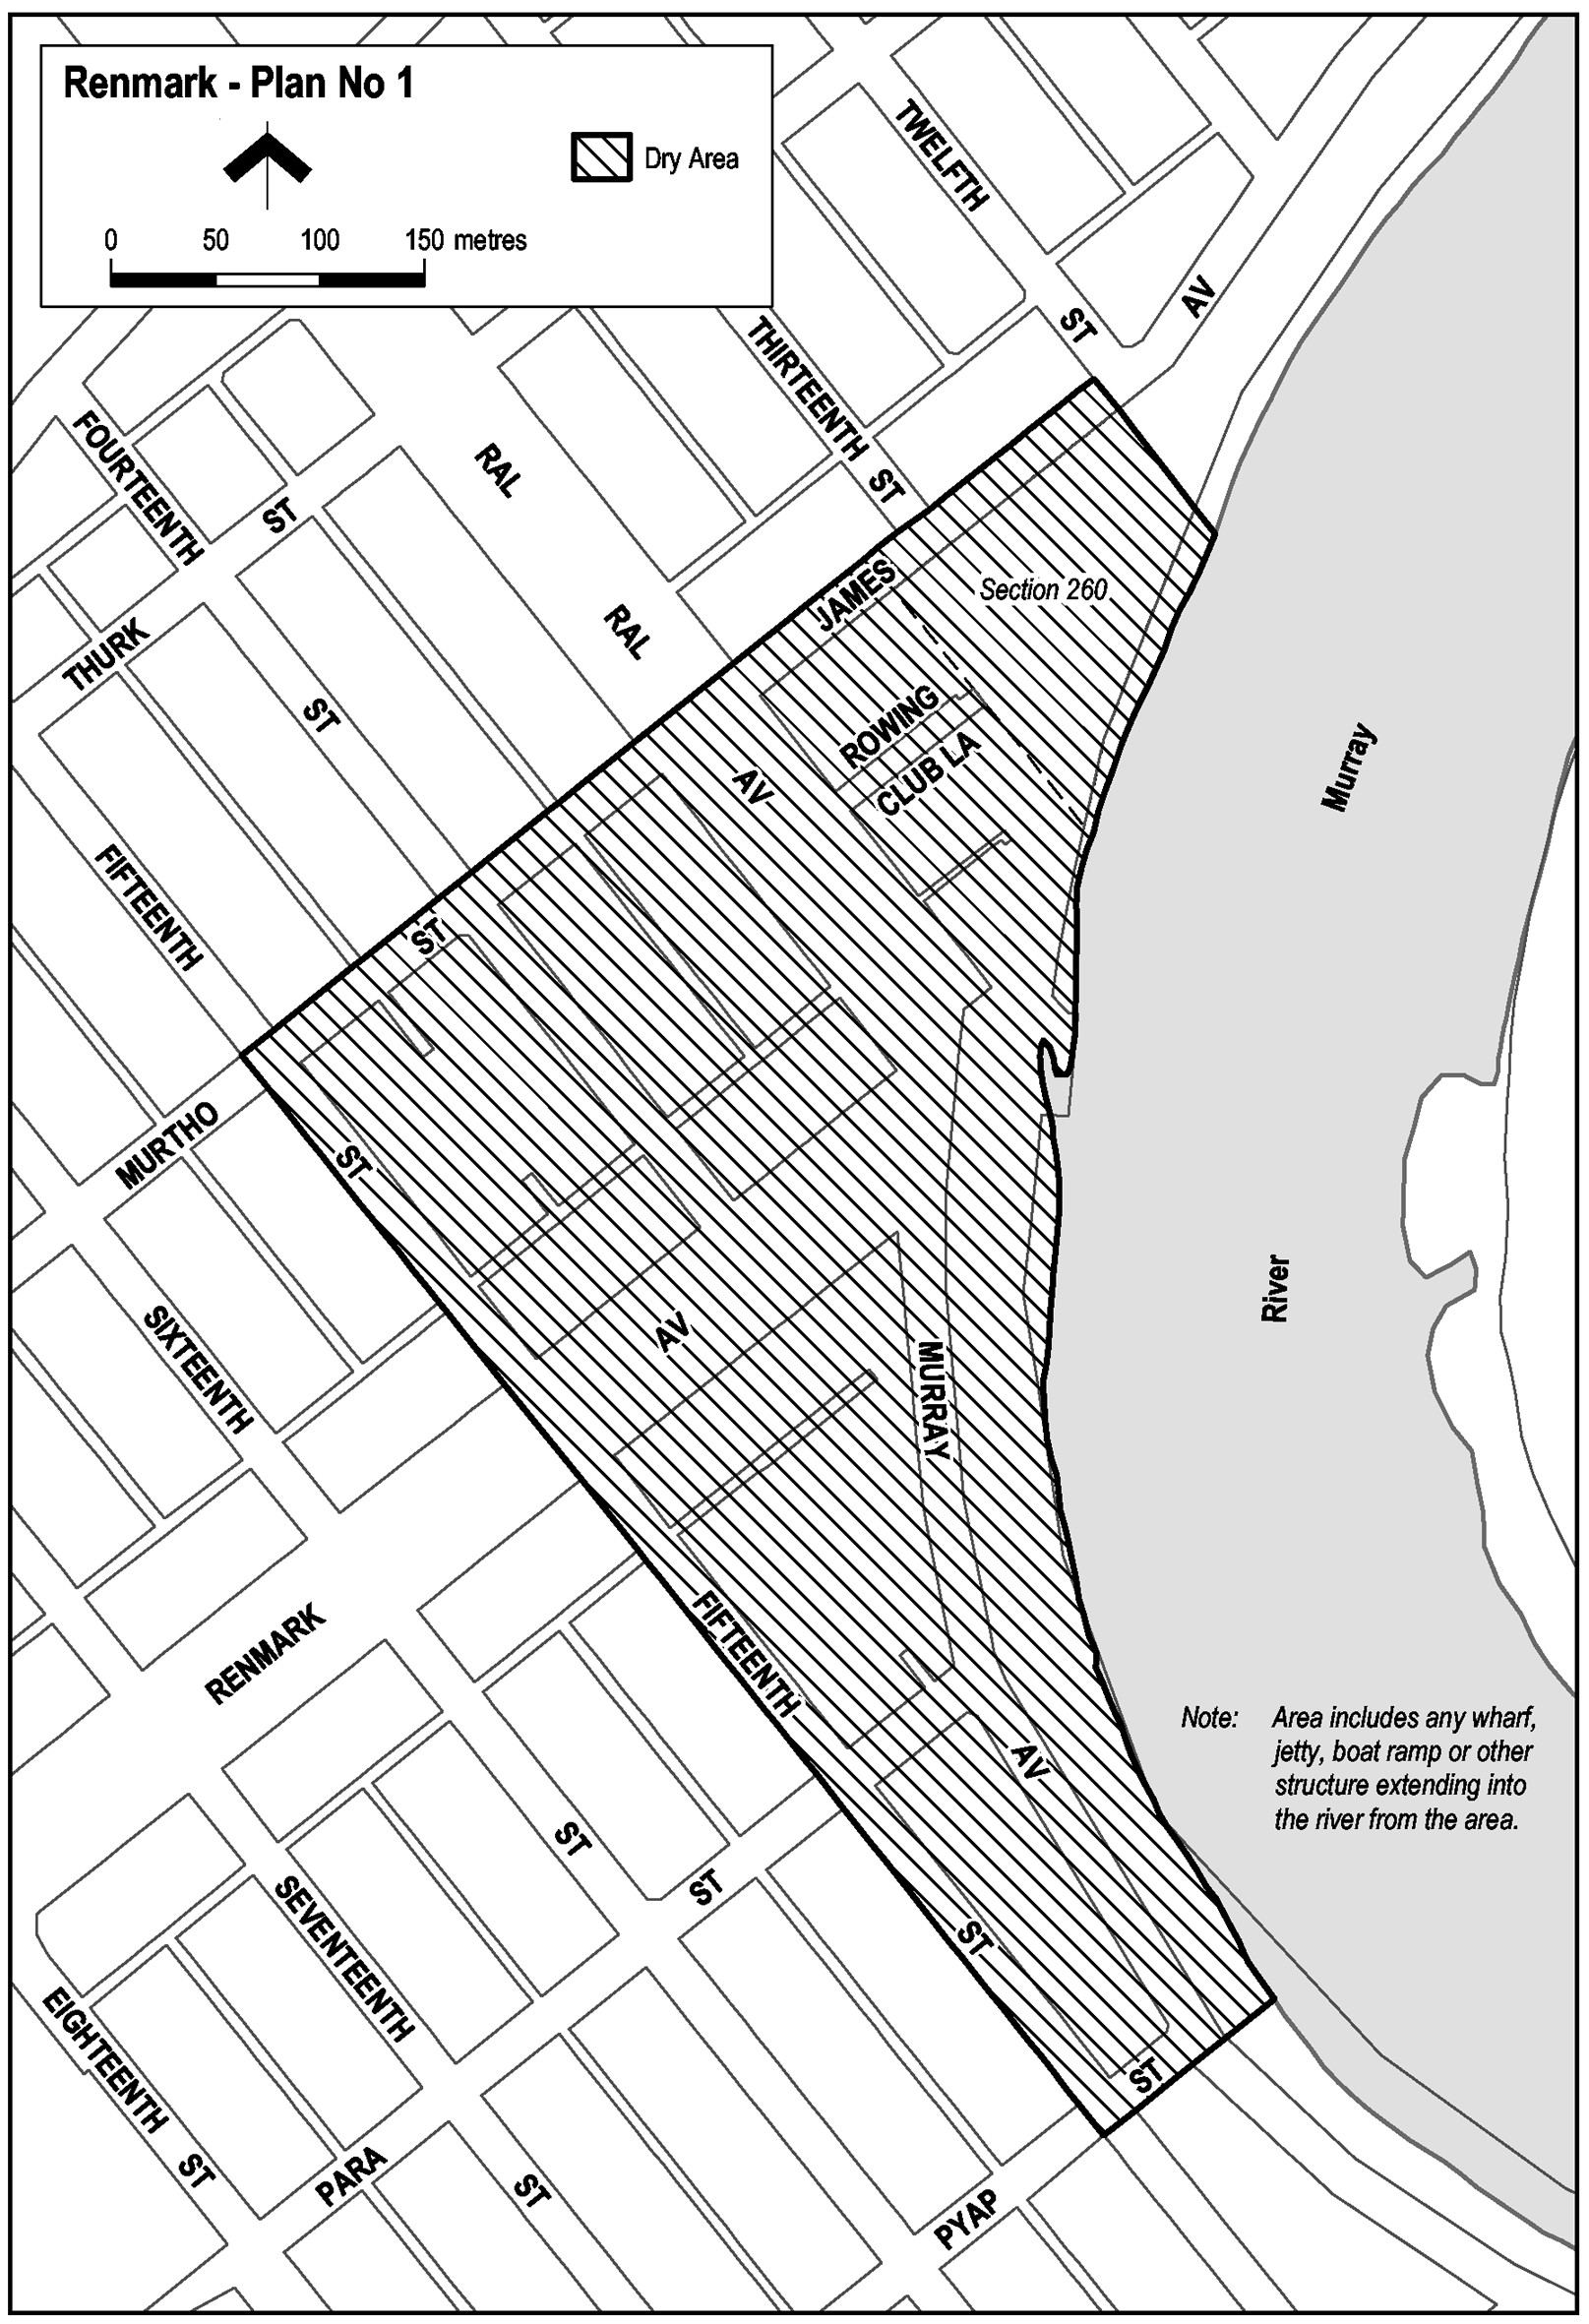 Renmark - Plan No 1
Dry Area
0 50 100 150 metres
TWELFTH
ST
AV
THIRTEENTH ST
FOURTEENTH
ST
RAL
RAL
THURK
ST
JAMES
Section 260
ROWING
CLUB LA
AV
Murray
FIFTEENTH
ST
MURTHO
ST
River
SIXTEENTH
AV
MURRAY
RENMARK
FIFTEENTH
AV
Note: Area includes any wharf,
jetty, boat ramp or other
structure extending into
the river from the area.
ST
ST
SEVENTEENTH
ST
EIGHTEENTH
ST
ST
PARA
ST
PYAP